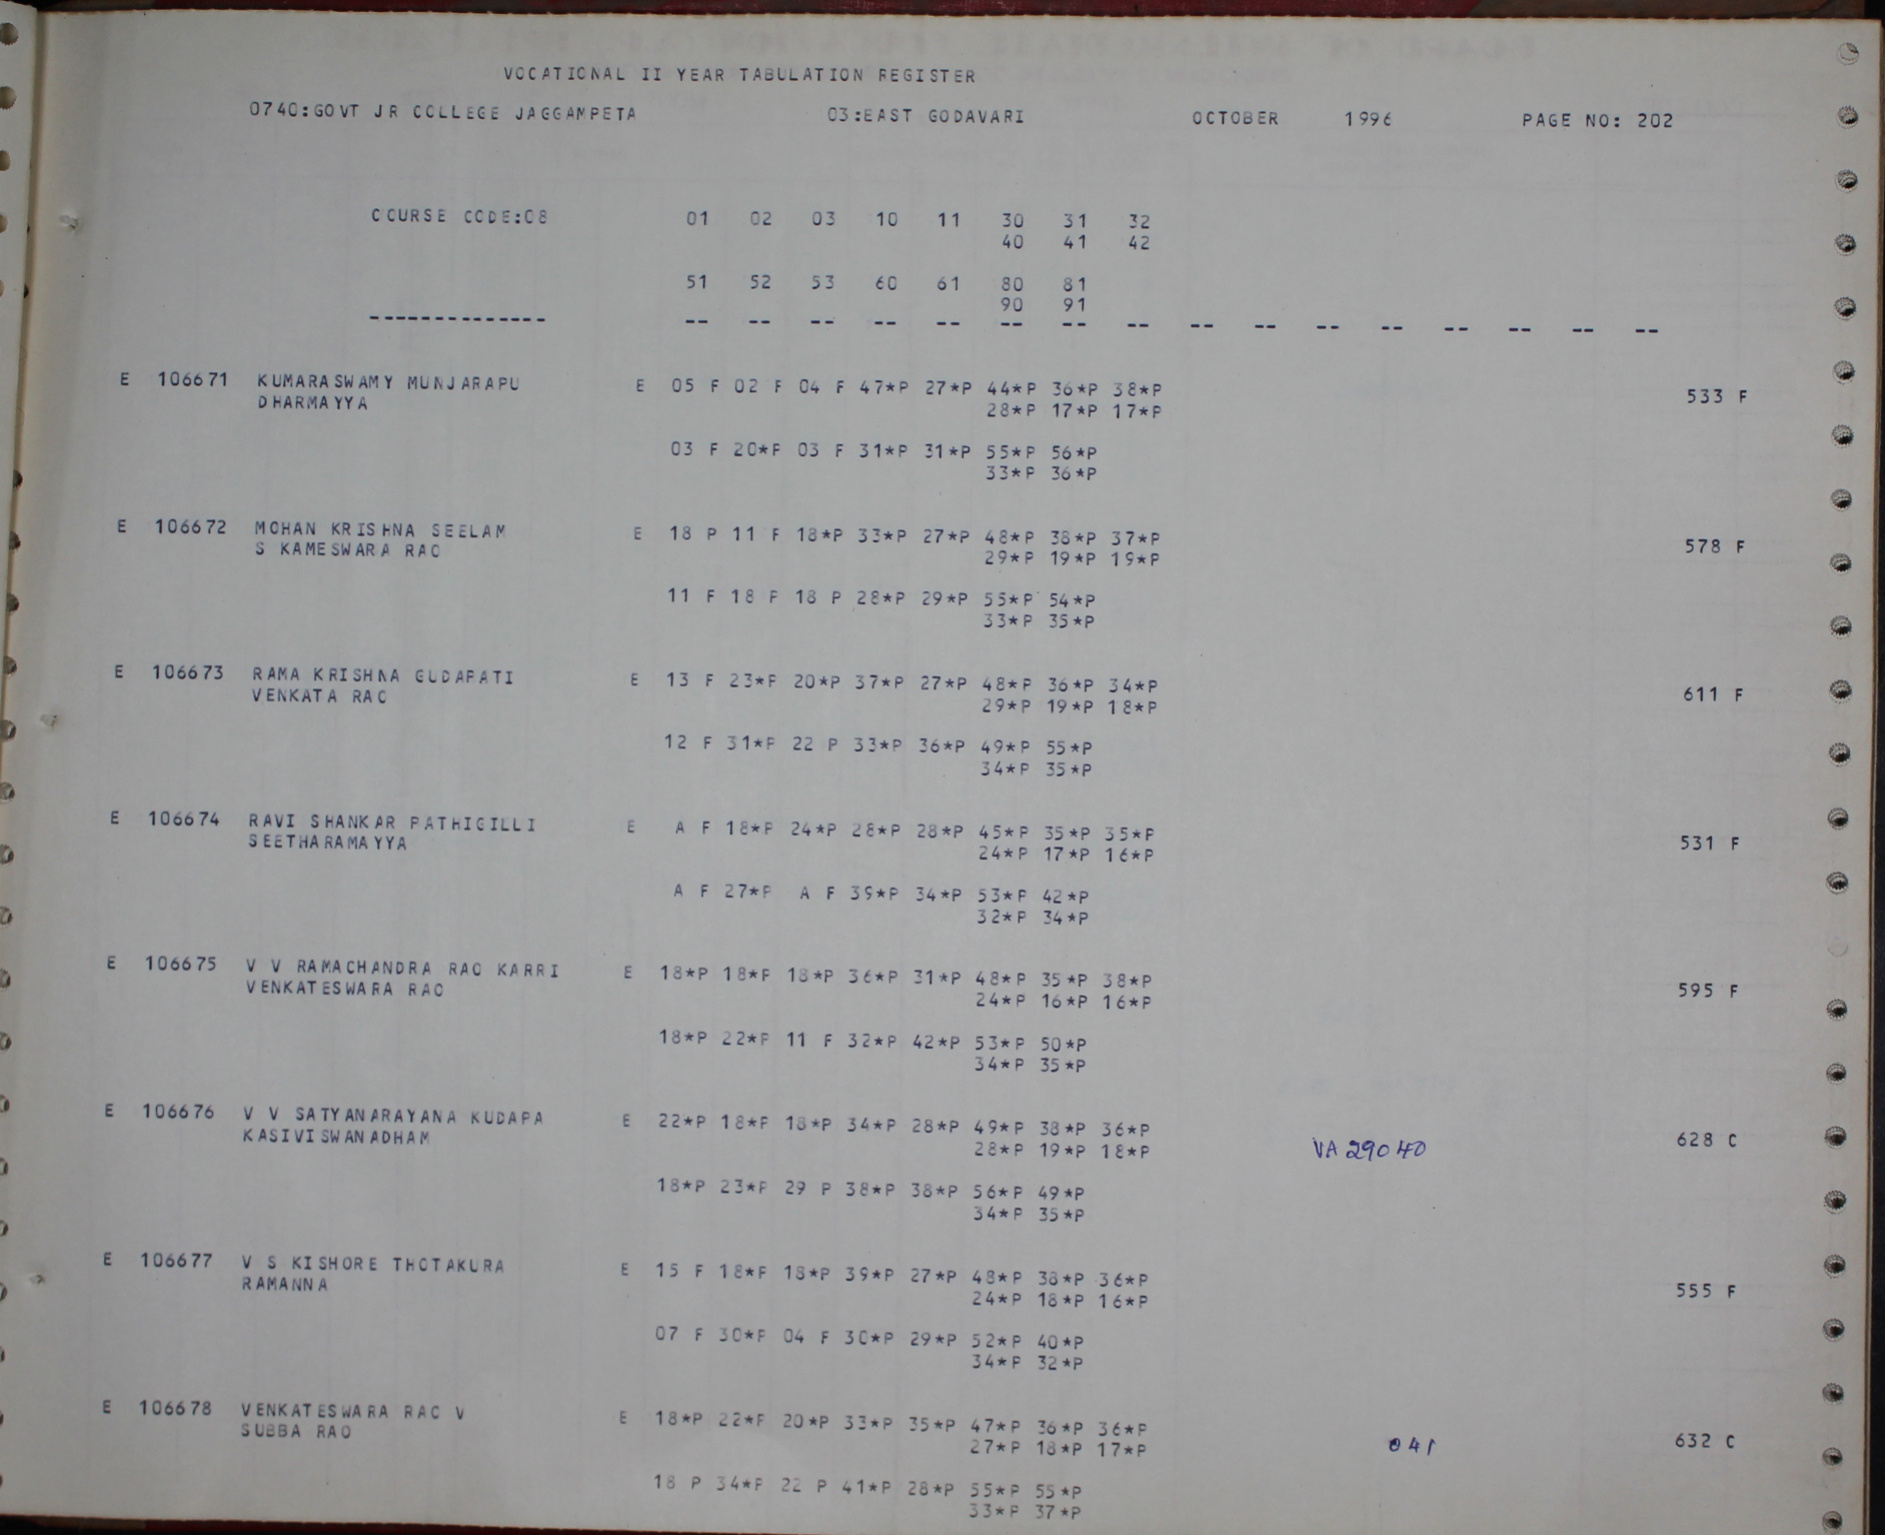 VOCATIONAL II YEAR TABULATION REGISTER
0740:GOVT JR COLLEGE JAGGAMPETA 03:EAST GODAVARI OCTOBER 1996 PAGE NO: 202
COURSE CODE:08 01 02 03 10 11 30 31 32
40 41 42
51 52 53 60 61 80 81
90 91
-------------- -- -- -- -- -- -- -- -- -- -- -- -- -- -- -- --
E 106671 KUMARASWAMY MUNJARAPU E 05 F 02 F 04 F 47*P 27*P 44*P 36*P 38*P 533 F
DHARMAYYA 28*P 17*P 17*P
03 F 20*P 03 F 31*P 31*P 55*P 56*P
33*P 36*P
E 106672 MOHAN KRISHNA SEELAM E 18 P 11 F 18*P 33*P 27*P 48*P 38*P 37*P 578 F
S KAMESWARA RAO 29*P 19*P 19*P
11 F 18 P 18 P 28*P 29*P 55*P 54*P
33*P 35*P
E 106673 RAMA KRISHNA GUDAPATI E 13 F 23*P 20*P 37*P 27*P 48*P 36*P 34*P 611 F
VENKATA RAO 29*P 19*P 18*P
12 F 31*P 22 P 33*P 36*P 49*P 55*P
34*P 35*P
E 106674 RAVI SHANKAR PATHIGILLI E A F 18*P 24*P 28*P 28*P 45*P 35*P 35*P 531 F
SEETHARAMAYYA 24*P 17*P 16*P
A F 27*P A F 39*P 34*P 53*P 42*P
32*P 34*P
E 106675 V V RAMACHANDRA RAO KARRI E 18*P 18*P 18*P 36*P 31*P 48*P 35*P 38*P 595 F
VENKATESWARA RAO 24*P 16*P 16*P
18*P 22*P 11 F 32*P 42*P 53*P 50*P
34*P 35*P
E 106676 V V SATYANARAYANA KUDAPA E 22*P 18*P 18*P 34*P 28*P 49*P 38*P 36*P 628 C
KASIVISWANADHAM 28*P 19*P 18*P VA 29040
18*P 23*P 29 P 38*P 38*P 56*P 49*P
34*P 35*P
E 106677 V S KISHORE THOTAKURA E 15 F 18*P 18*P 39*P 27*P 48*P 38*P 36*P 555 F
RAMANNA 24*P 18*P 16*P
07 F 30*P 04 F 30*P 29*P 52*P 40*P
34*P 32*P
E 106678 VENKATESWARA RAO V E 18*P 22*P 20*P 33*P 35*P 47*P 36*P 36*P 632 C
SUBBA RAO 27*P 18*P 17*P 041
18 P 34*P 22 P 41*P 28*P 55*P 55*P
33*P 37*P